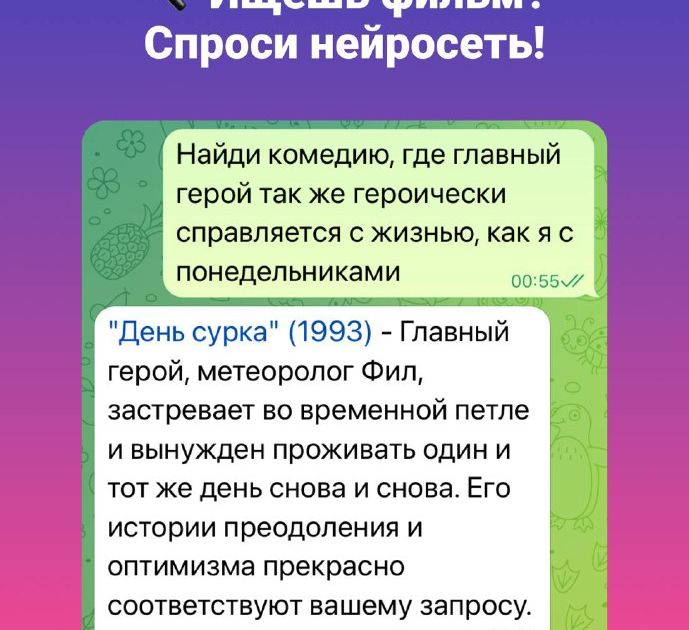 Ищешь фильм?
Спроси нейросеть!
Найди комедию, где главный
герой так же героически
справляется с жизнью, как я с
понедельниками
00:55
"День сурка" (1993) - Главный
герой, метеоролог Фил,
застревает во временной петле
и вынужден проживать один и
тот же день снова и снова. Его
истории преодоления и
оптимизма прекрасно
соответствуют вашему запросу.